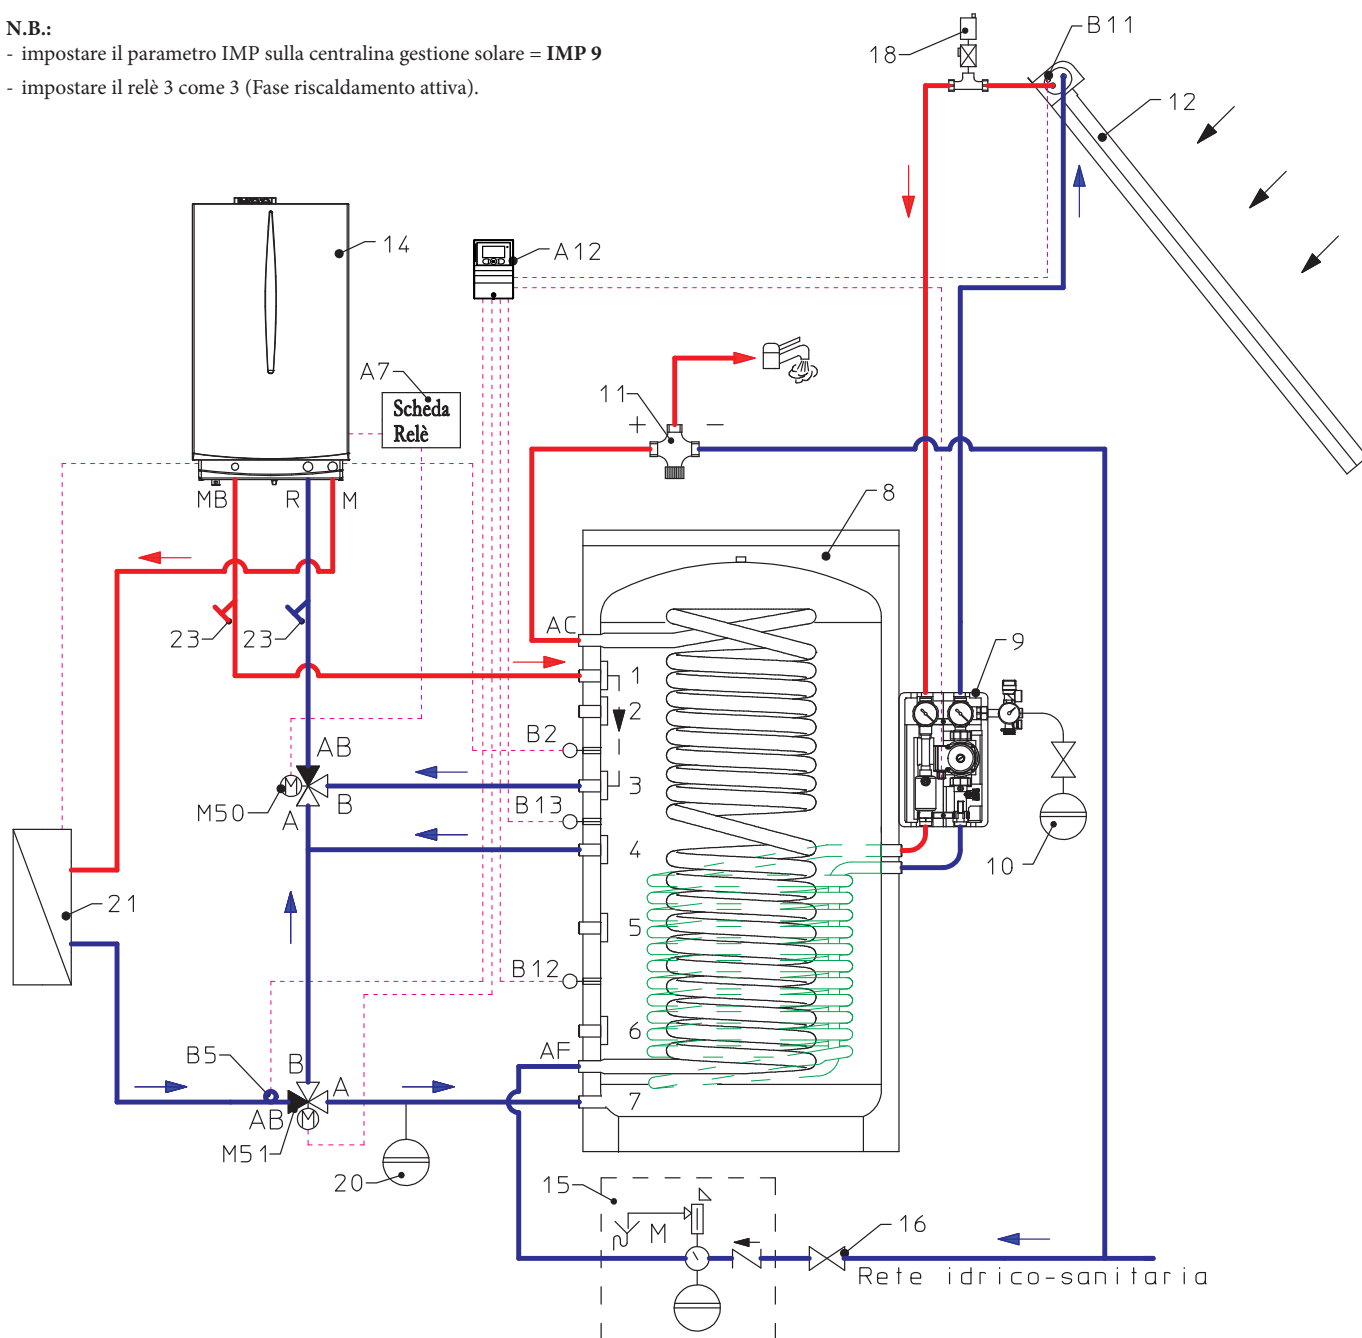 N.B.:
- impostare il parametro IMP sulla centralina gestione solare = IMP 9
- impostare il relè 3 come 3 (Fase riscaldamento attiva).
18
B11
12
14
A12
A7
Scheda
Relè
11
+
-
MB
R
M
8
23
23
AC
1
9
2
B2
AB
3
M
M50
A
B
B13
4
10
21
5
B12
6
B5
B
AF
A
7
AB
M
M51
20
15
M
16
Rete idrico-sanitaria